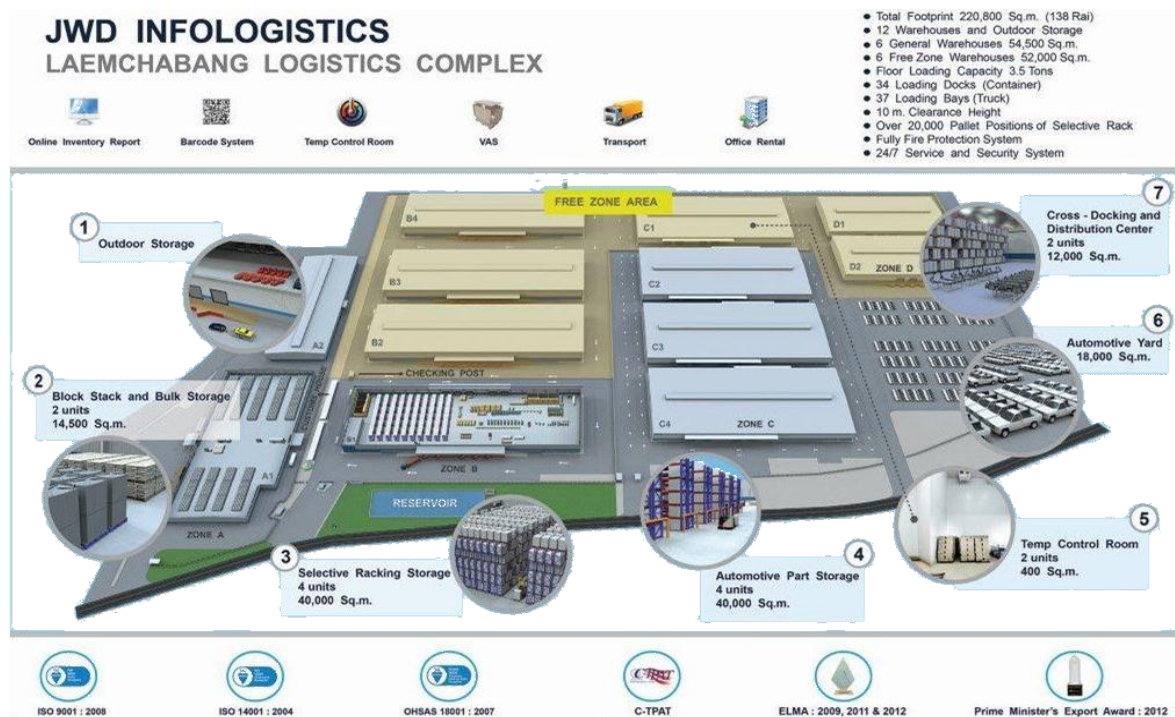 JWD INFOLOGISTICS
LAEMCHABANG LOGISTICS COMPLEX
Online Inventory Report
Barcode System
Temp Control Room
VAS
Transport
Office Rental
• Total Footprint 220,800 Sq.m. (138 Rai)
• 12 Warehouses and Outdoor Storage
• 6 General Warehouses 54,500 Sq.m.
• 6 Free Zone Warehouses 52,000 Sq.m.
• Floor Loading Capacity 3.5 Tons
• 34 Loading Docks (Container)
• 37 Loading Bays (Truck)
• 10 m. Clearance Height
• Over 20,000 Pallet Positions of Selective Rack
• Fully Fire Protection System
• 24/7 Service and Security System
FREE ZONE AREA
1
Outdoor Storage
2
Block Stack and Bulk Storage
2 units
14,500 Sq.m.
A2
A1
ZONE A
B4
B3
B2
CHECKING POST
ZONE B
RESERVOIR
C1
C2
C3
C4
ZONE C
D1
D2
ZONE D
3
Selective Racking Storage
4 units
40,000 Sq.m.
4
Automotive Part Storage
4 units
40,000 Sq.m.
5
Temp Control Room
2 units
400 Sq.m.
6
Automotive Yard
18,000 Sq.m.
7
Cross - Docking and
Distribution Center
2 units
12,000 Sq.m.
ISO 9001 : 2008
ISO 14001 : 2004
OHSAS 18001 : 2007
C-TPAT
C-TPAT
ELMA : 2009, 2011 & 2012
Prime Minister's Export Award : 2012